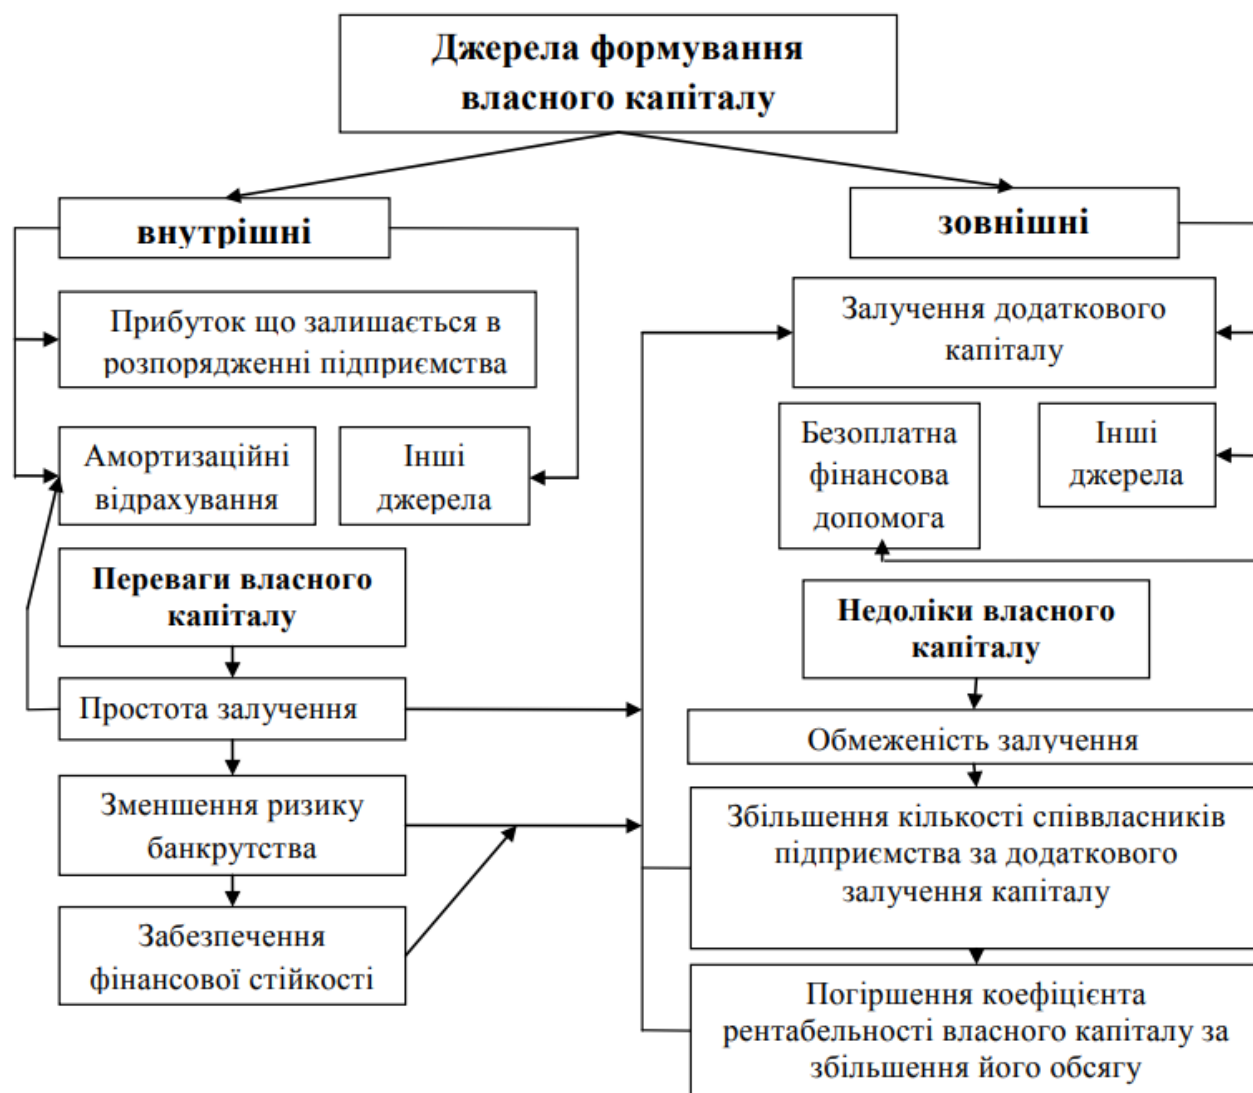 Джерела формування
власного капіталу
внутрішні
зовнішні
Прибуток що залишається в
розпорядженні підприємства
Залучення додаткового
капіталу
Амортизаційні
відрахування
Інші
джерела
Безоплатна
фінансова
допомога
Інші
джерела
Переваги власного
капіталу
Недоліки власного
капіталу
Простота залучення
Обмеженість залучення
Зменшення ризику
банкрутства
Збільшення кількості співвласників
підприємства за додаткового
залучення капіталу
Забезпечення
фінансової стійкості
Погіршення коефіцієнта
рентабельності власного капіталу за
збільшення його обсягу